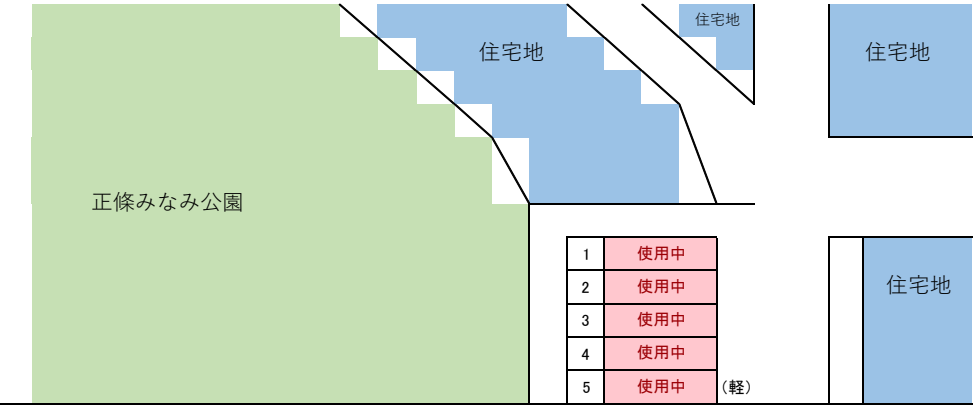 住宅地
住宅地
住宅地
正條みなみ公園
1 使用中
2 使用中
3 使用中
4 使用中
5 使用中 (軽)
住宅地